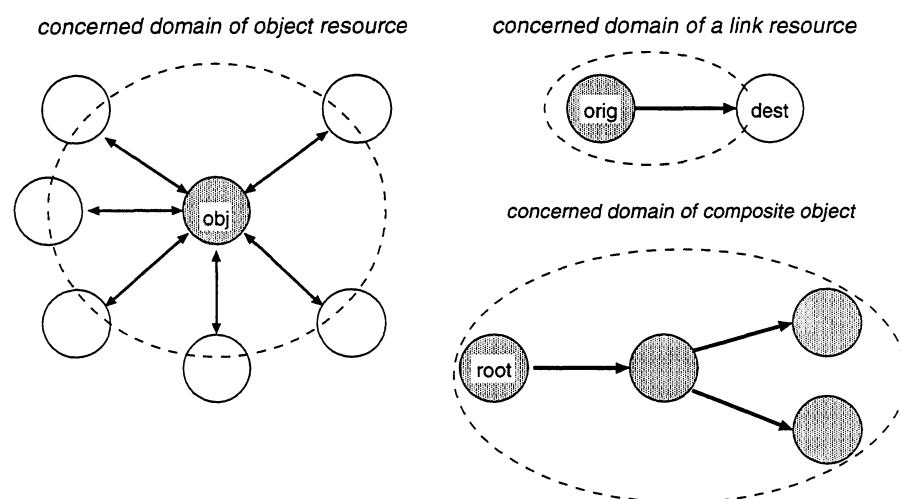 concerned domain of object resource
obj
concerned domain of a link resource
orig
dest
concerned domain of composite object
root